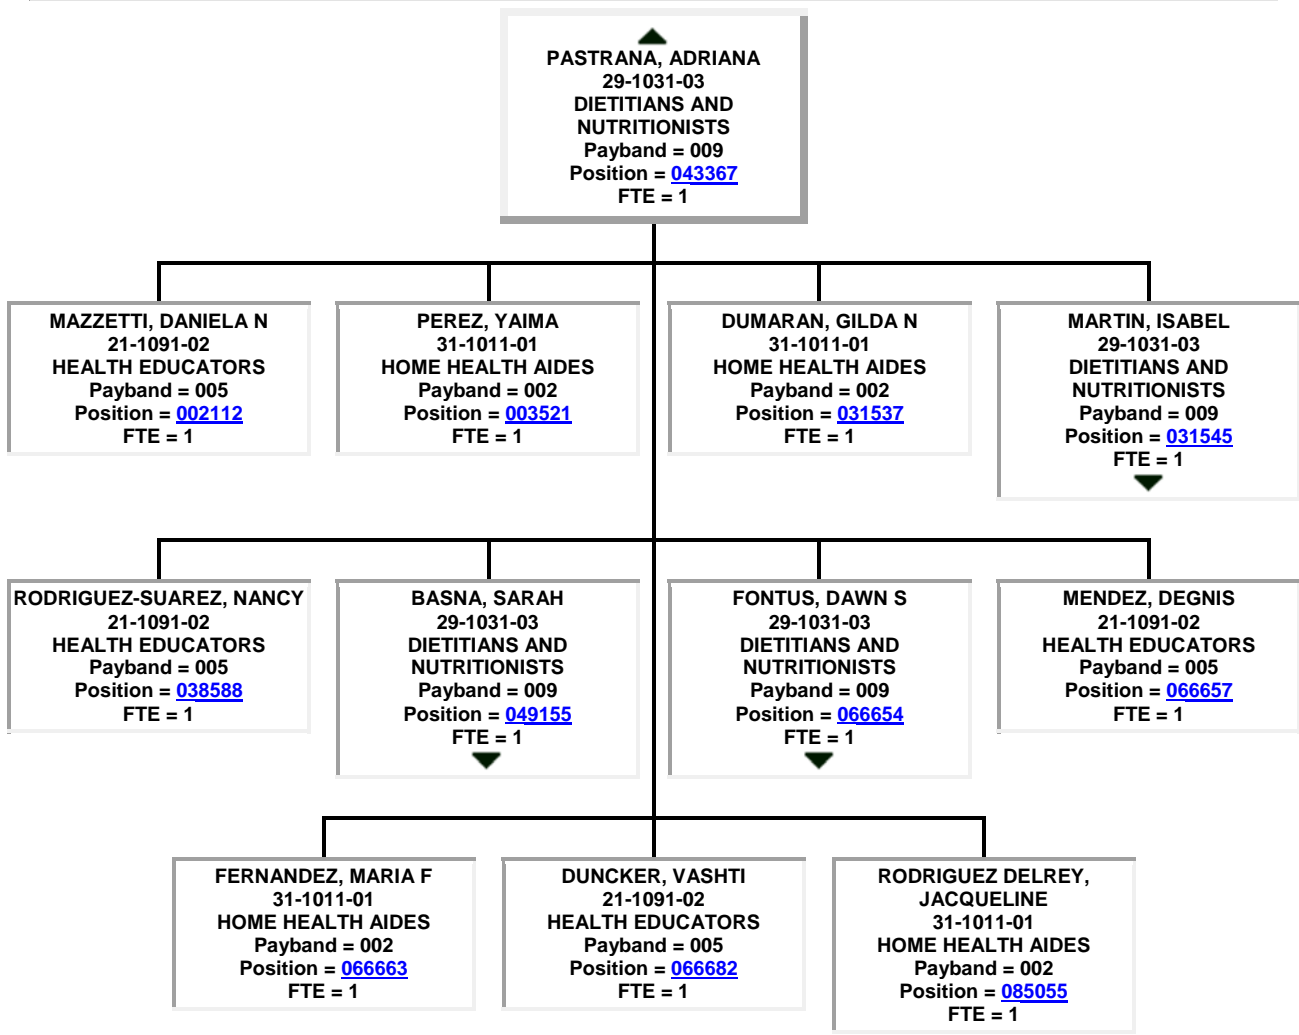 PASTRANA, ADRIANA
29-1031-03
DIETITIANS AND
NUTRITIONISTS
Payband = 009
Position = 043367
FTE = 1
MAZZETTI, DANIELA N
21-1091-02
HEALTH EDUCATORS
Payband = 005
Position = 002112
FTE = 1
PEREZ, YAIMA
31-1011-01
HOME HEALTH AIDES
Payband = 002
Position = 003521
FTE = 1
DUMARAN, GILDA N
31-1011-01
HOME HEALTH AIDES
Payband = 002
Position = 031537
FTE = 1
MARTIN, ISABEL
29-1031-03
DIETITIANS AND
NUTRITIONISTS
Payband = 009
Position = 031545
FTE = 1
RODRIGUEZ-SUAREZ, NANCY
21-1091-02
HEALTH EDUCATORS
Payband = 005
Position = 038588
FTE = 1
BASNA, SARAH
29-1031-03
DIETITIANS AND
NUTRITIONISTS
Payband = 009
Position = 049155
FTE = 1
FONTUS, DAWN S
29-1031-03
DIETITIANS AND
NUTRITIONISTS
Payband = 009
Position = 066654
FTE = 1
MENDEZ, DEGNIS
21-1091-02
HEALTH EDUCATORS
Payband = 005
Position = 066657
FTE = 1
FERNANDEZ, MARIA F
31-1011-01
HOME HEALTH AIDES
Payband = 002
Position = 066663
FTE = 1
DUNCKER, VASHTI
21-1091-02
HEALTH EDUCATORS
Payband = 005
Position = 066682
FTE = 1
RODRIGUEZ DELREY,
JACQUELINE
31-1011-01
HOME HEALTH AIDES
Payband = 002
Position = 085055
FTE = 1